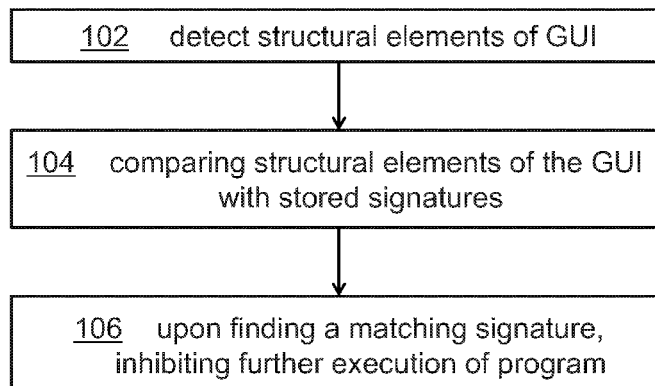 102 detect structural elements of GUI
104 comparing structural elements of the GUI
with stored signatures
106 upon finding a matching signature,
inhibiting further execution of program